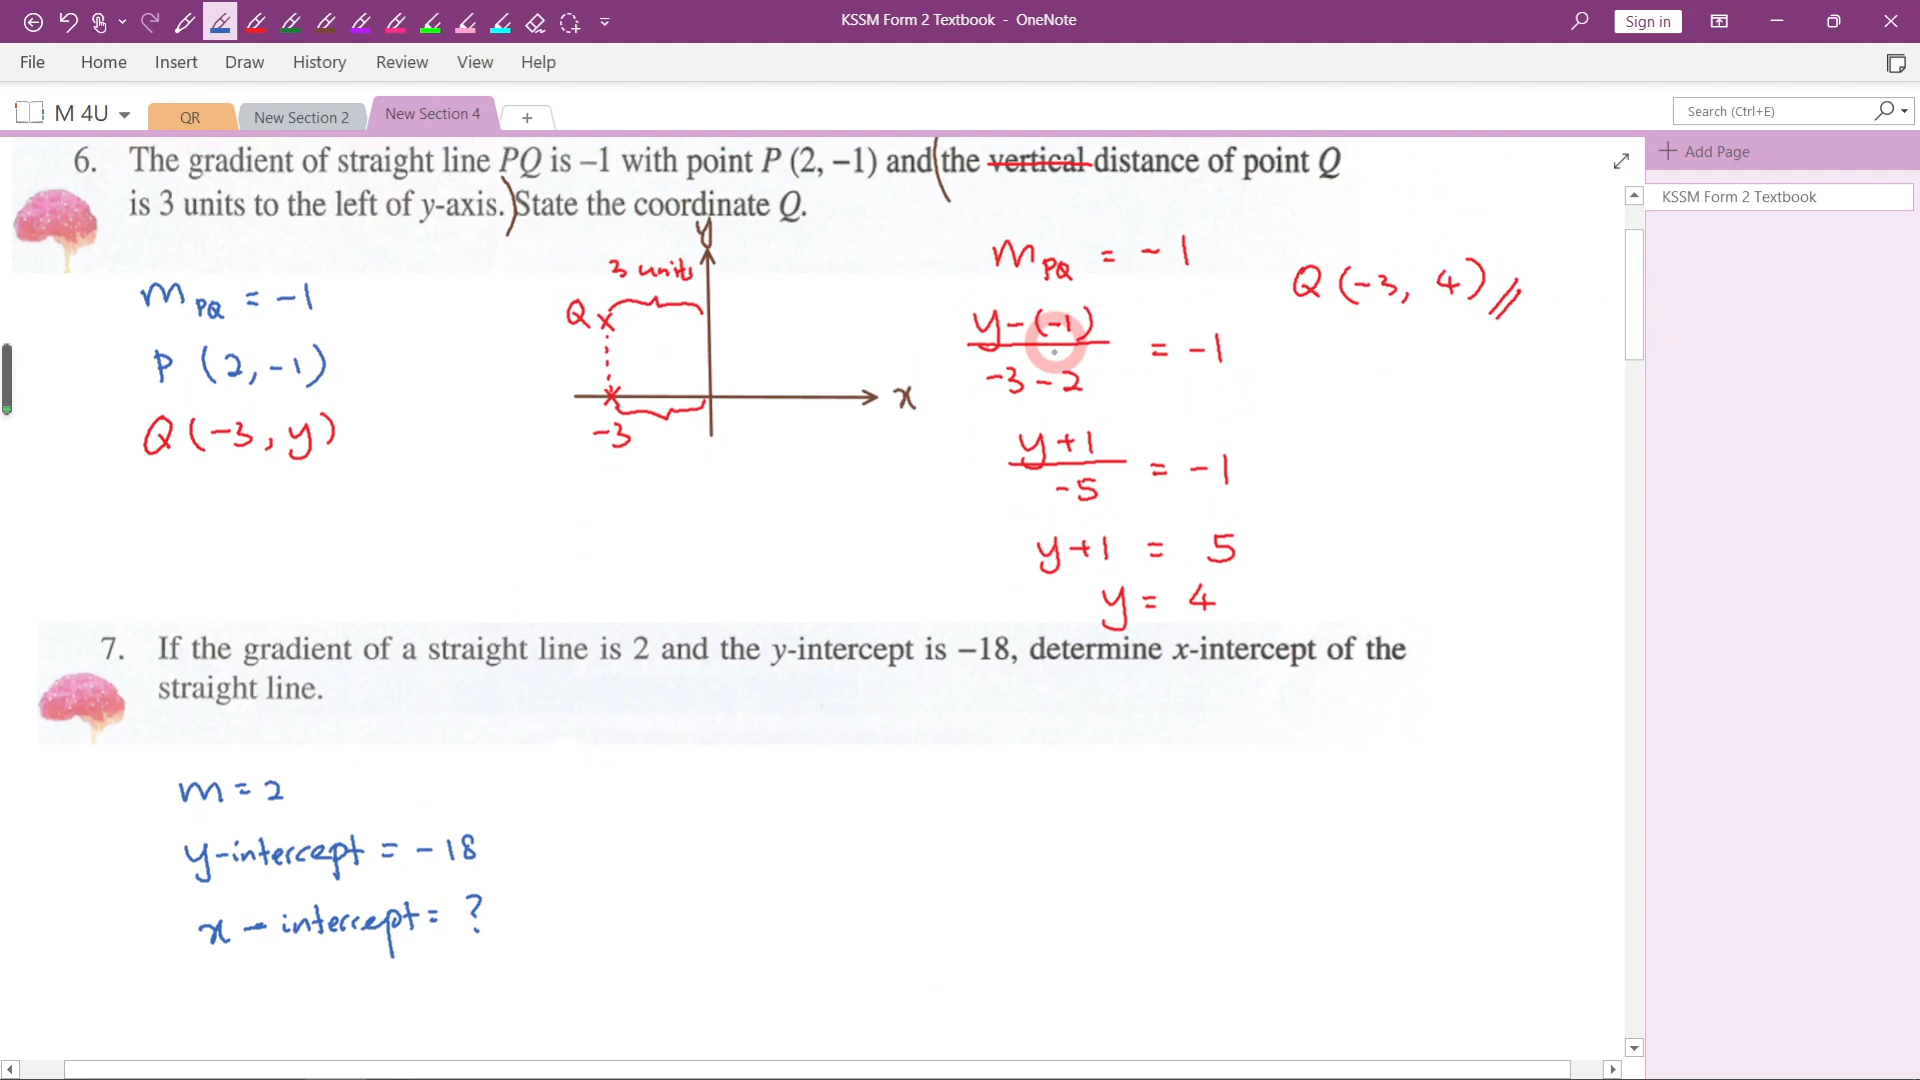 KSSM Form 2 Textbook - OneNote
Sign in
File Home Insert Draw History Review View Help
M 4U QR New Section 2 New Section 4 +
Search (Ctrl+E)
Add Page
KSSM Form 2 Textbook
6. The gradient of straight line PQ is –1 with point P (2, –1) and (the vertical distance of point Q
is 3 units to the left of y-axis.) State the coordinate Q.
m PQ = -1
P (2, -1)
Q (-3, y)
y
3 units
Q
x
-3
m PQ = -1
y - (-1)
-3 - 2
= -1
y + 1
-5
= -1
y + 1 = 5
y = 4
Q (-3, 4) //
7. If the gradient of a straight line is 2 and the y-intercept is –18, determine x-intercept of the
straight line.
m = 2
y-intercept = -18
x - intercept = ?